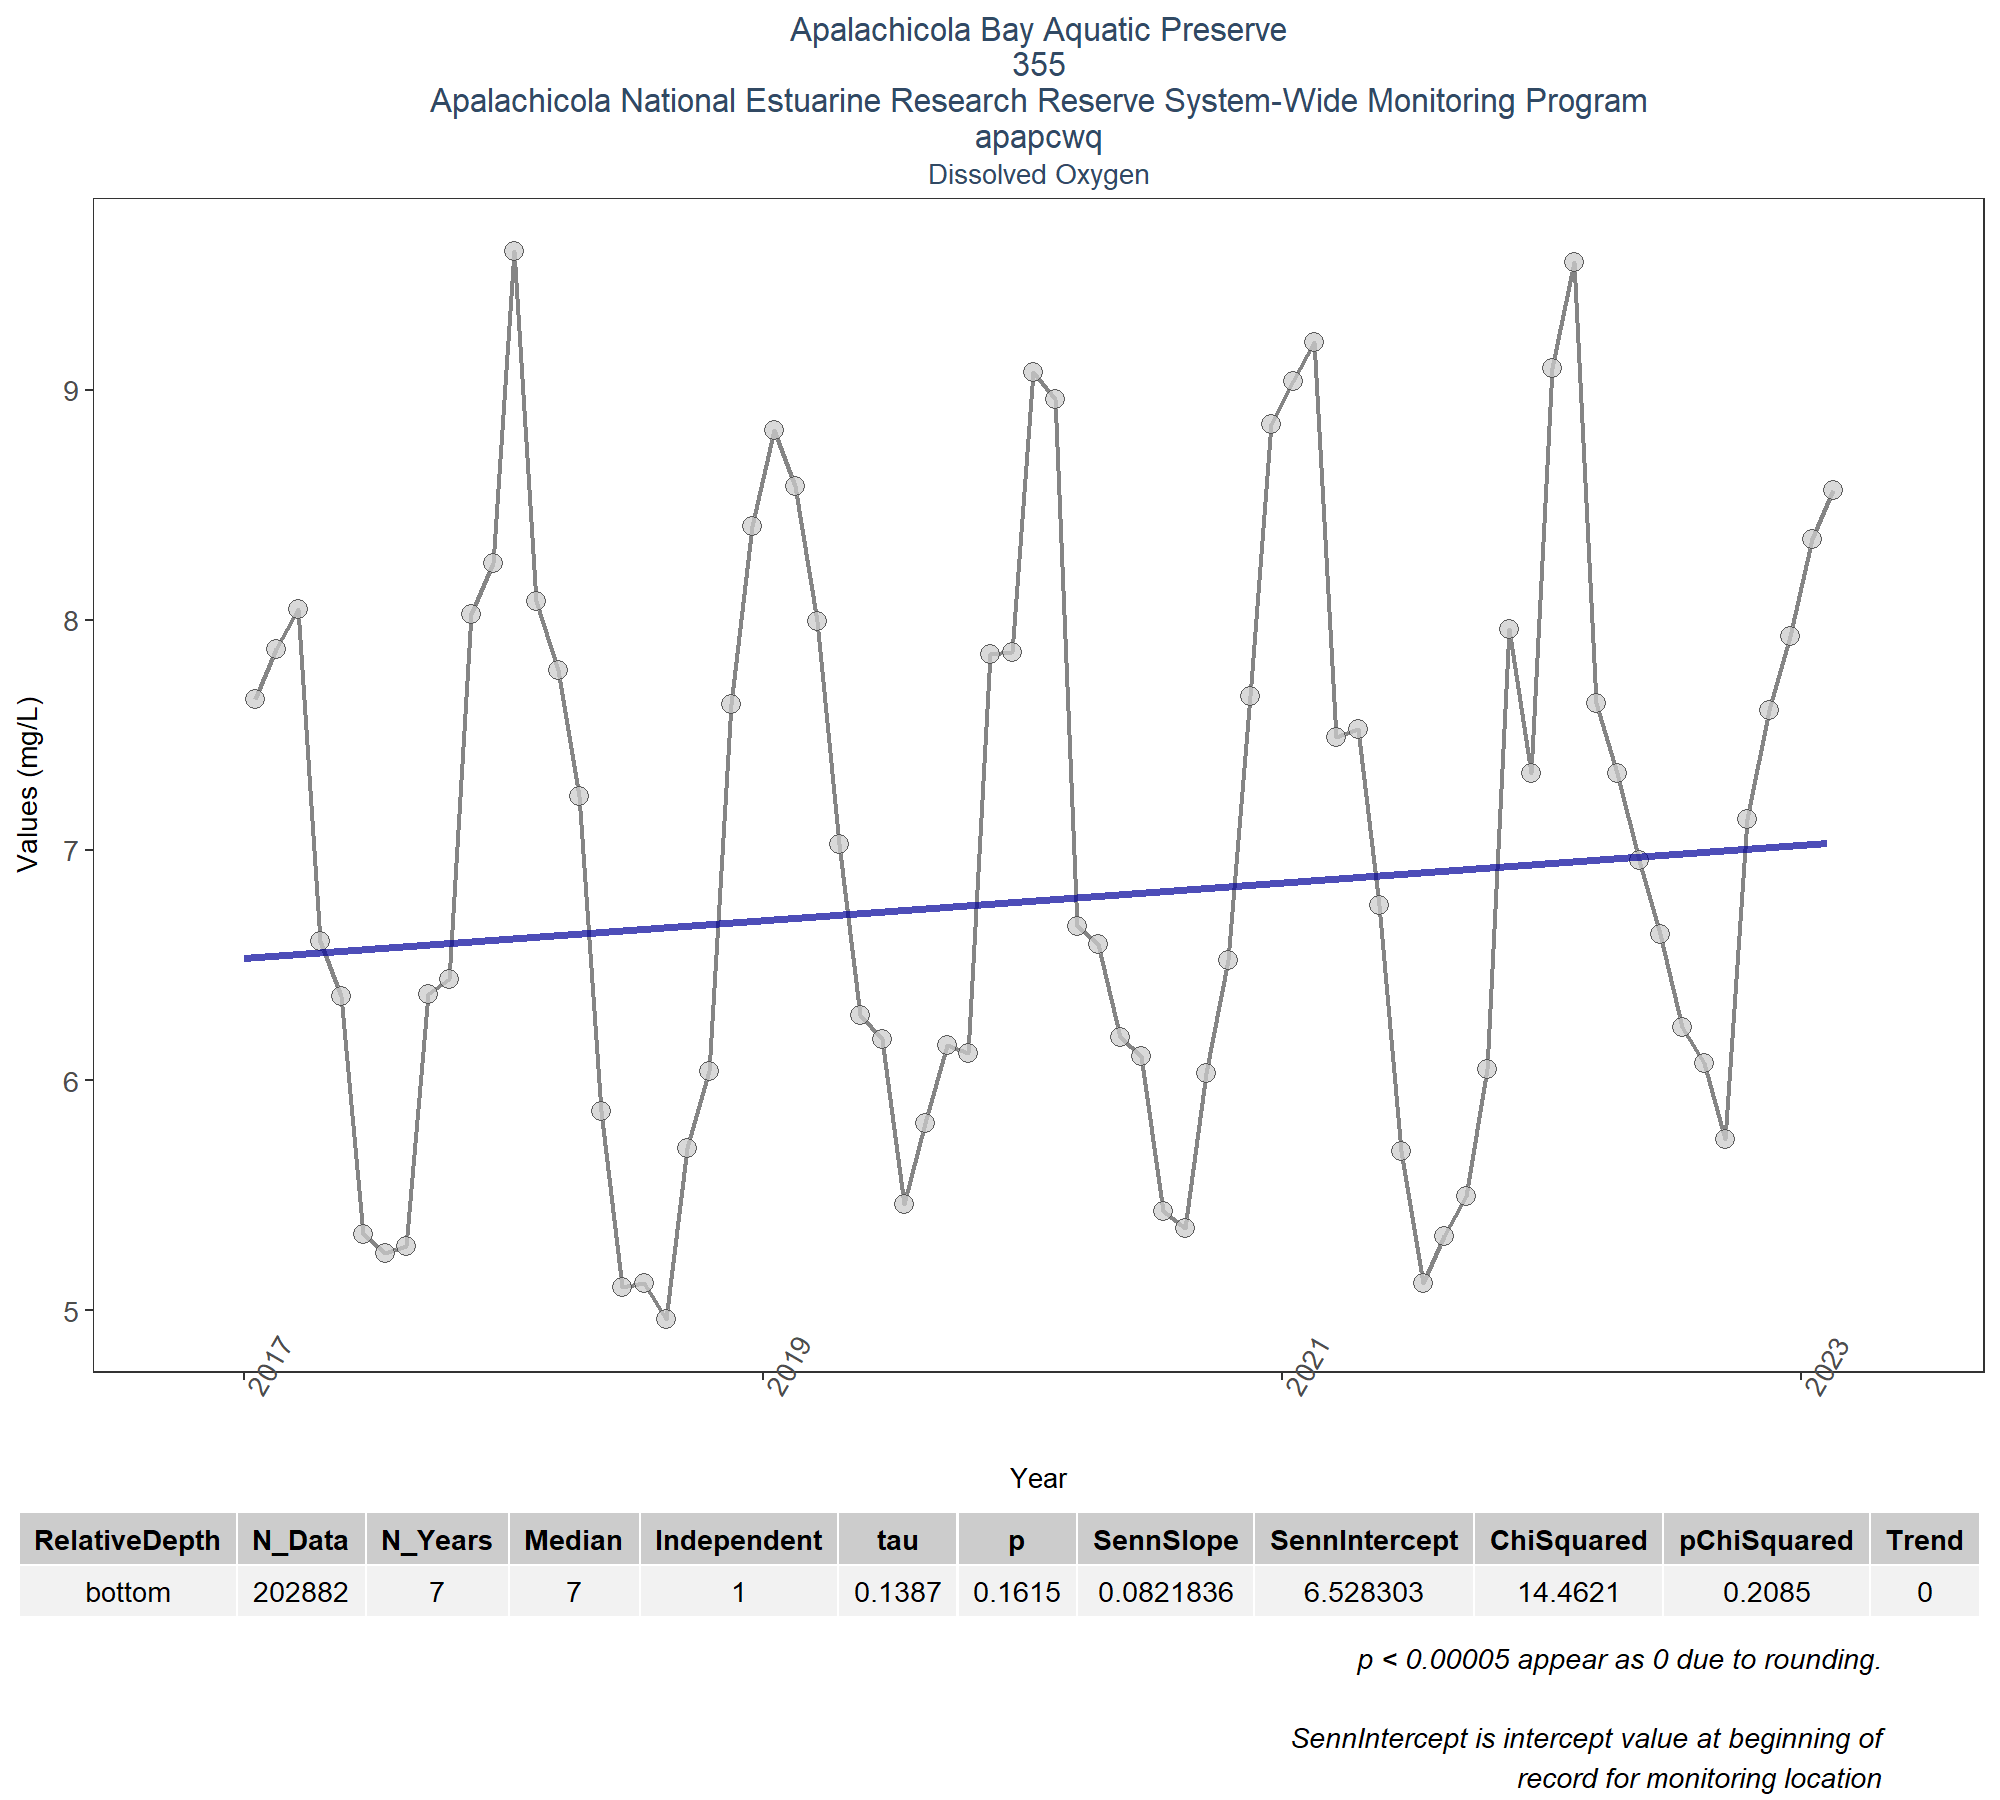 Apalachicola Bay Aquatic Preserve
355
Apalachicola National Estuarine Research Reserve System-Wide Monitoring Program
apapcwq
Dissolved Oxygen
Values (mg/L)
9
8
7
6
5
2017 2019 2021 2023
Year
RelativeDepth N_Data N_Years Median Independent tau p SennSlope SennIntercept ChiSquared pChiSquared Trend
bottom 202882 7 7 1 0.1387 0.1615 0.0821836 6.528303 14.4621 0.2085 0
p < 0.00005 appear as 0 due to rounding.
SennIntercept is intercept value at beginning of
record for monitoring location